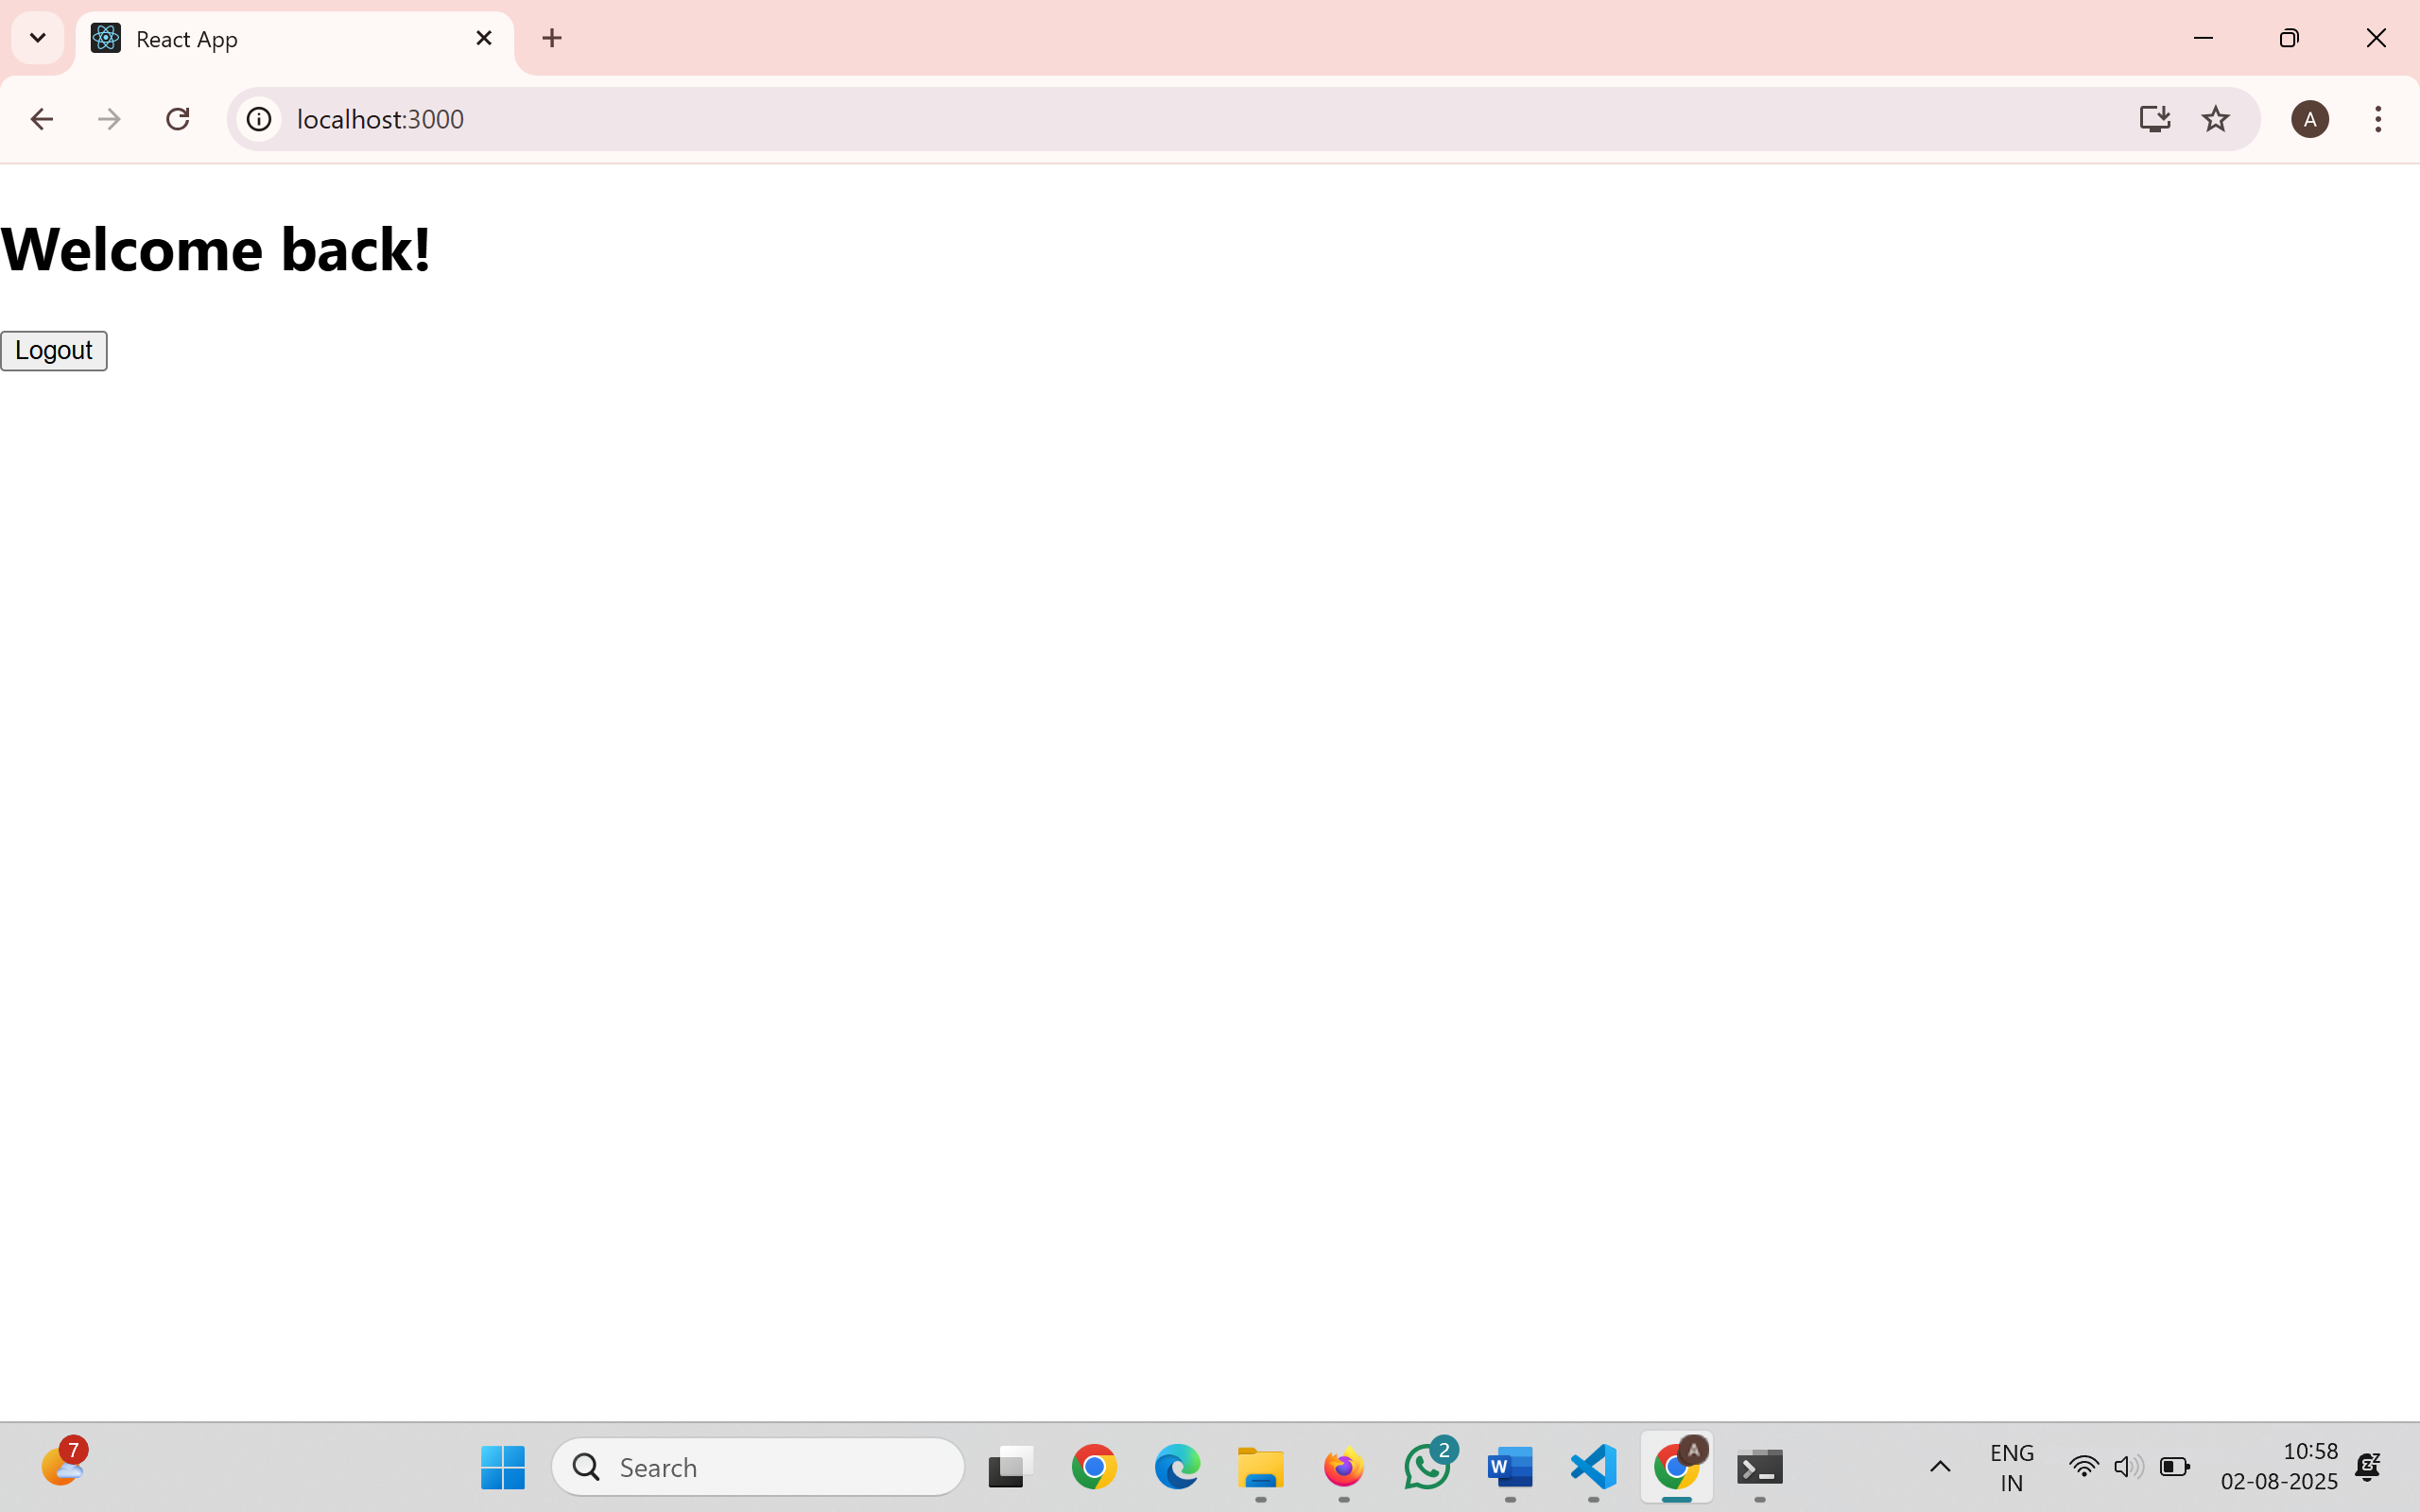 React App
localhost:3000
A
Welcome back!
Logout
7
Search
2
W
A
ENG
IN
10:58
02-08-2025